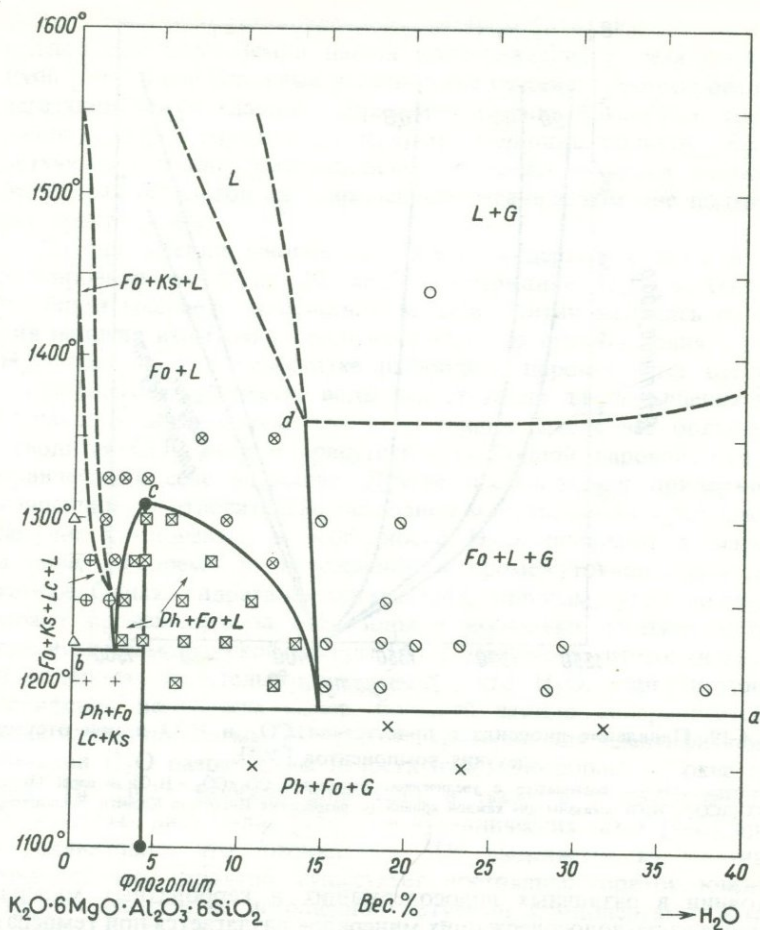 1600°
1500°
1400°
1300°
1200°
1100°
L
L+G
Fo+Ks+L
Fo+L
d
c
Fo+L+G
Fo+Ks+Lc+L
Ph+Fo+L
b
Ph+Fo
Lc+Ks
a
Ph+Fo+G
0 5 10 15 20 25 30 35 40
Флогопит
K₂O·6MgO·Al₂O₃·6SiO₂ Вес.% →H₂O